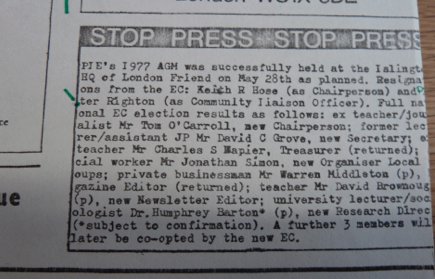 London WC1X
STOP PRESS STOP PRESS
PIE's 1977 AGM was successfully held at the Islingt
HQ of London Friend on May 28th as planned. Resignat
ons from the EC: Keith R Hose (as Chairperson) and
ter Righton (as Community Liaison Officer). Full nat
onal EC election results as follows: ex teacher/jou
alist Mr Tom O'Carroll, new Chairperson; former lec
rer/assistant JP Mr David C Grove, new Secretary; e
teacher Mr Charles S Napier, Treasurer (returned);
cial worker Mr Jonathan Simon, new Organiser Local
oups; private businessman Mr Warren Middleton (p),
gazine Editor (returned); teacher Mr David Brownoug
(p), new Newsletter Editor; university lecturer/soc
ologist Dr. Humphrey Barton* (p), new Research Direc
(*subject to confirmation). A further 3 members wil
later be co-opted by the new EC.
ce
ue